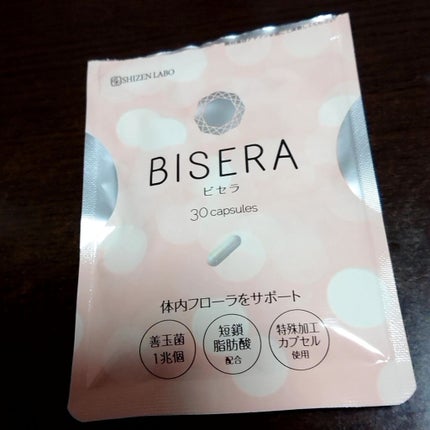 SHIZEN LABO
BISERA
ビセラ
30 capsules
体内フローラをサポート
善玉菌
1兆個
短鎖
脂肪酸
配合
特殊加工
カプセル
使用